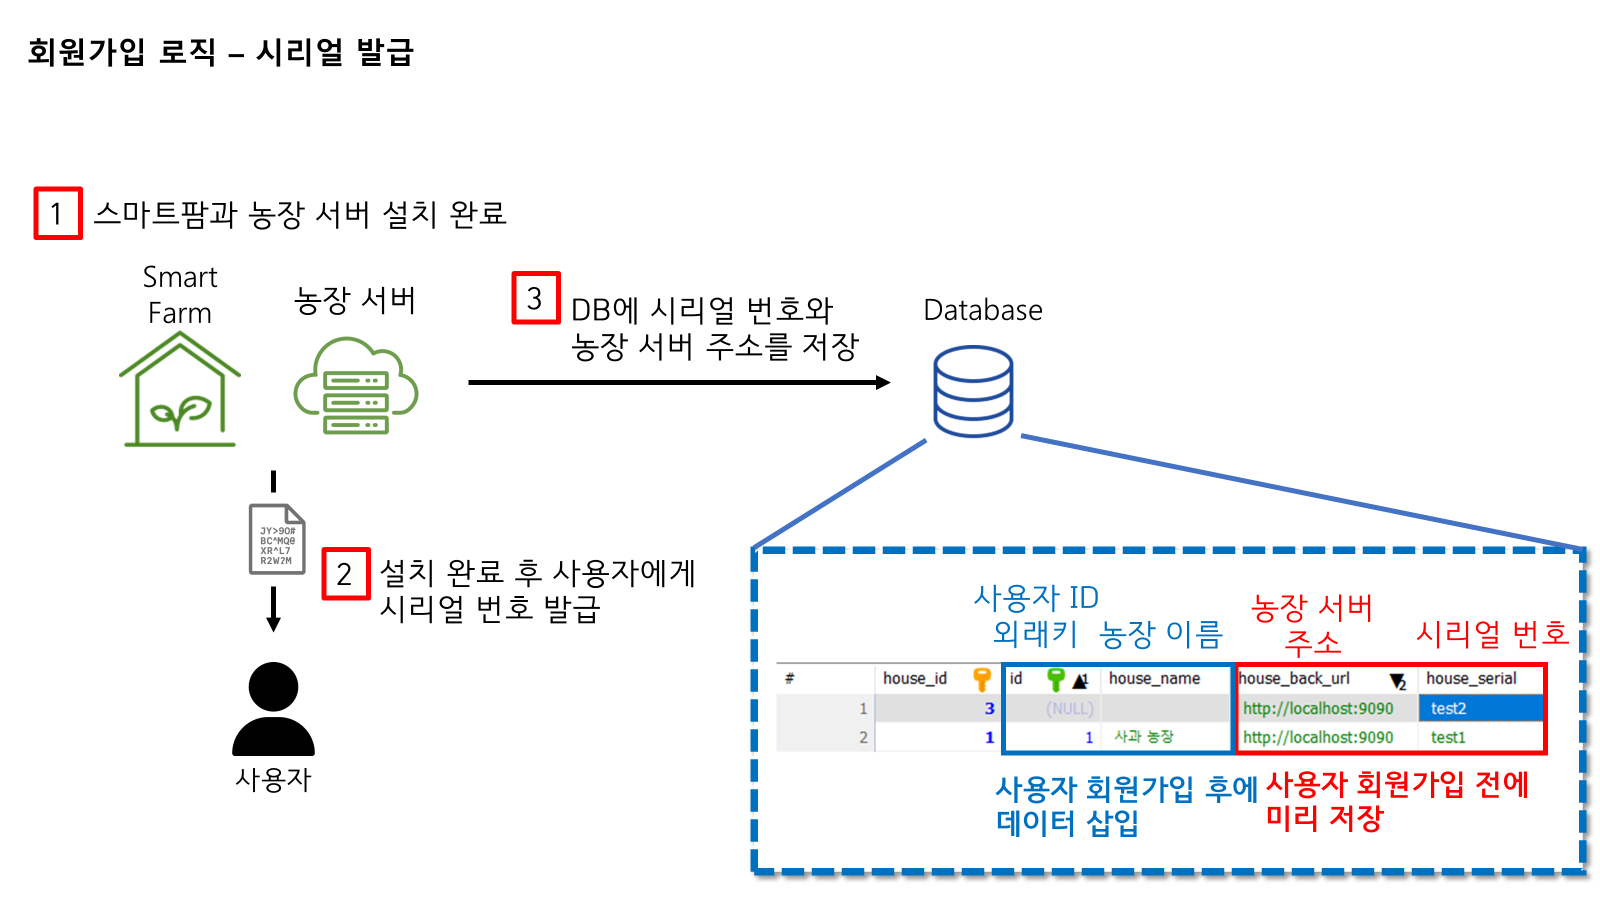 회원가입 로직 – 시리얼 발급
1 스마트팜과 농장 서버 설치 완료
Smart
Farm
농장 서버
3 DB에 시리얼 번호와
농장 서버 주소를 저장
Database
JY>9O#
BC^MQ@
XR^L7
R2W?M
2 설치 완료 후 사용자에게
시리얼 번호 발급
사용자
사용자 ID
외래키
농장 이름
농장 서버
주소
시리얼 번호
# house_id id 1 house_name house_back_url 2 house_serial
1 3 (NULL) http://localhost:9090 test2
2 1 1 사과 농장 http://localhost:9090 test1
사용자 회원가입 후에
데이터 삽입
사용자 회원가입 전에
미리 저장